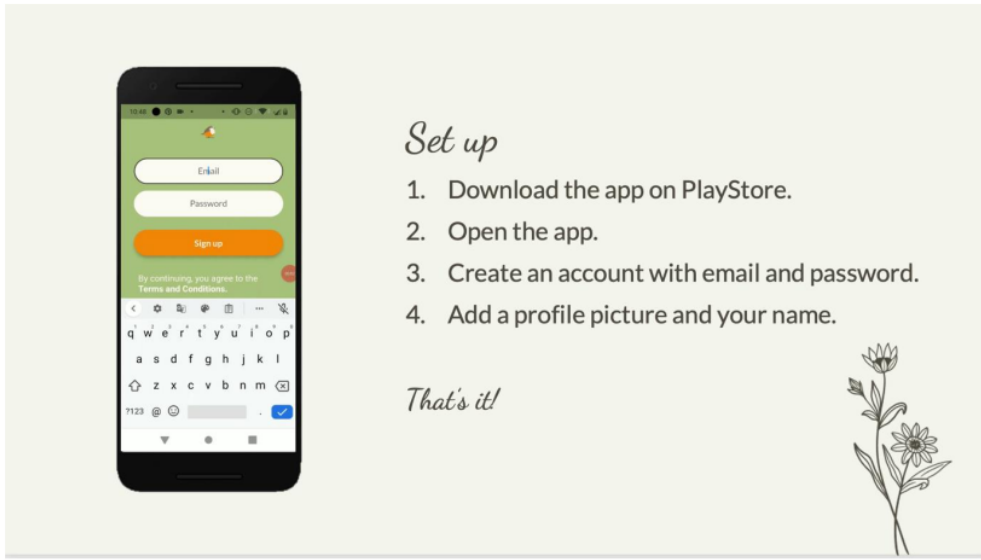 10:48
Email
Password
Sign up
By continuing, you agree to the
Terms and Conditions.
q w e r t y u i o p
a s d f g h j k l
z x c v b n m
?123 @ .
Set up
1. Download the app on PlayStore.
2. Open the app.
3. Create an account with email and password.
4. Add a profile picture and your name.
That's it!